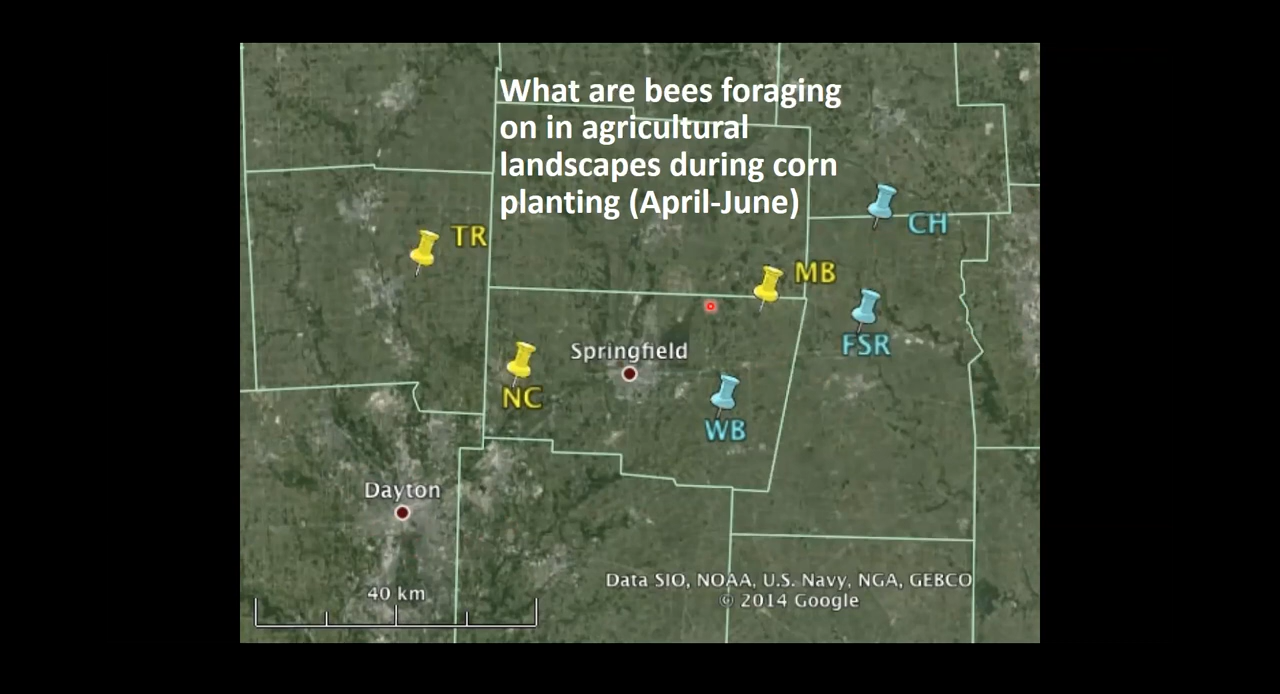 What are bees foraging
on in agricultural
landscapes during corn
planting (April-June)
CH
TR
MB
FSR
Springfield
NC
WB
Dayton
Data SIO, NOAA, U.S. Navy, NGA, GEBCO
40 km
© 2014 Google